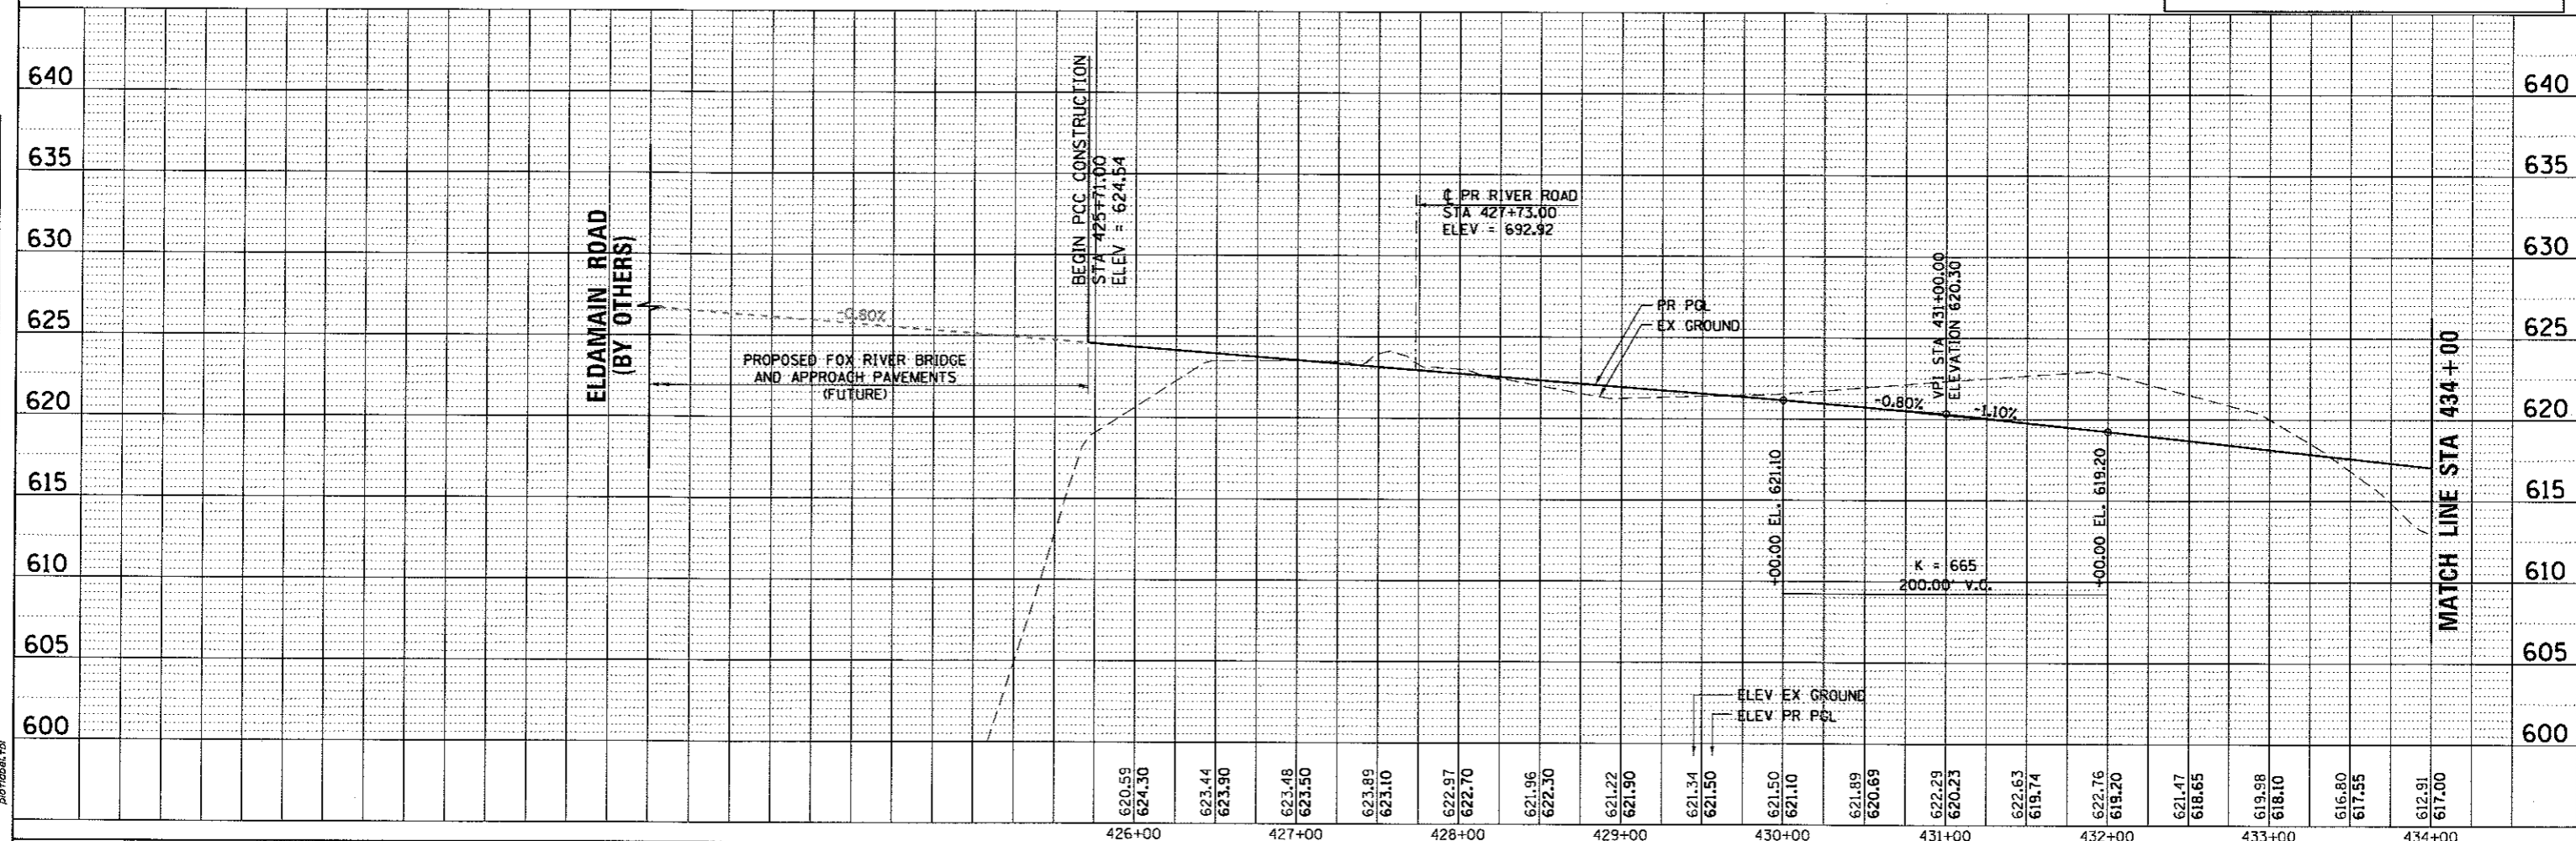 640
635
630
625
620
615
610
605
600
ELDAMAIN ROAD
(BY OTHERS)
-0.80%
PROPOSED FOX RIVER BRIDGE
AND APPROACH PAVEMENTS
(FUTURE)
BEGIN PCC CONSTRUCTION
STA 425+71.00
ELEV = 624.54
℄ PR RIVER ROAD
STA 427+73.00
ELEV = 692.92
PR PGL
EX GROUND
VPI STA 431+00.00
ELEVATION 620.30
-0.80%
-1.10%
+00.00 EL. 621.10
+00.00 EL. 619.20
K = 665
200.00' V.C.
ELEV EX GROUND
ELEV PR PGL
MATCH LINE STA 434+00
640
635
630
625
620
615
610
605
600
620.59
624.30
623.44
623.90
623.48
623.50
623.89
623.10
622.97
622.70
621.96
622.30
621.22
621.90
621.34
621.50
621.50
621.10
621.89
620.69
622.29
620.23
622.63
619.74
622.76
619.20
621.47
618.65
619.98
618.10
616.80
617.55
612.91
617.00
426+00
427+00
428+00
429+00
430+00
431+00
432+00
433+00
434+00